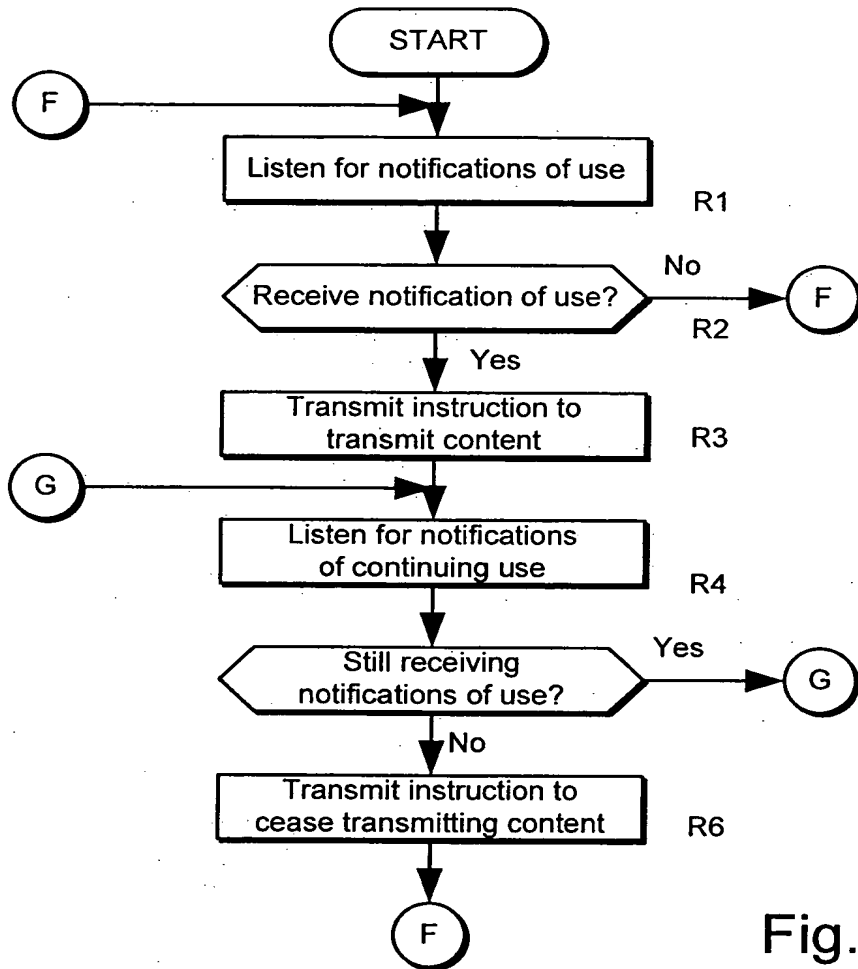 START
F
Listen for notifications of use
R1
No
Receive notification of use?
F
R2
Yes
Transmit instruction to
transmit content
R3
G
Listen for notifications
of continuing use
R4
Yes
Still receiving
notifications of use?
G
No
Transmit instruction to
cease transmitting content
R6
F
Fig.